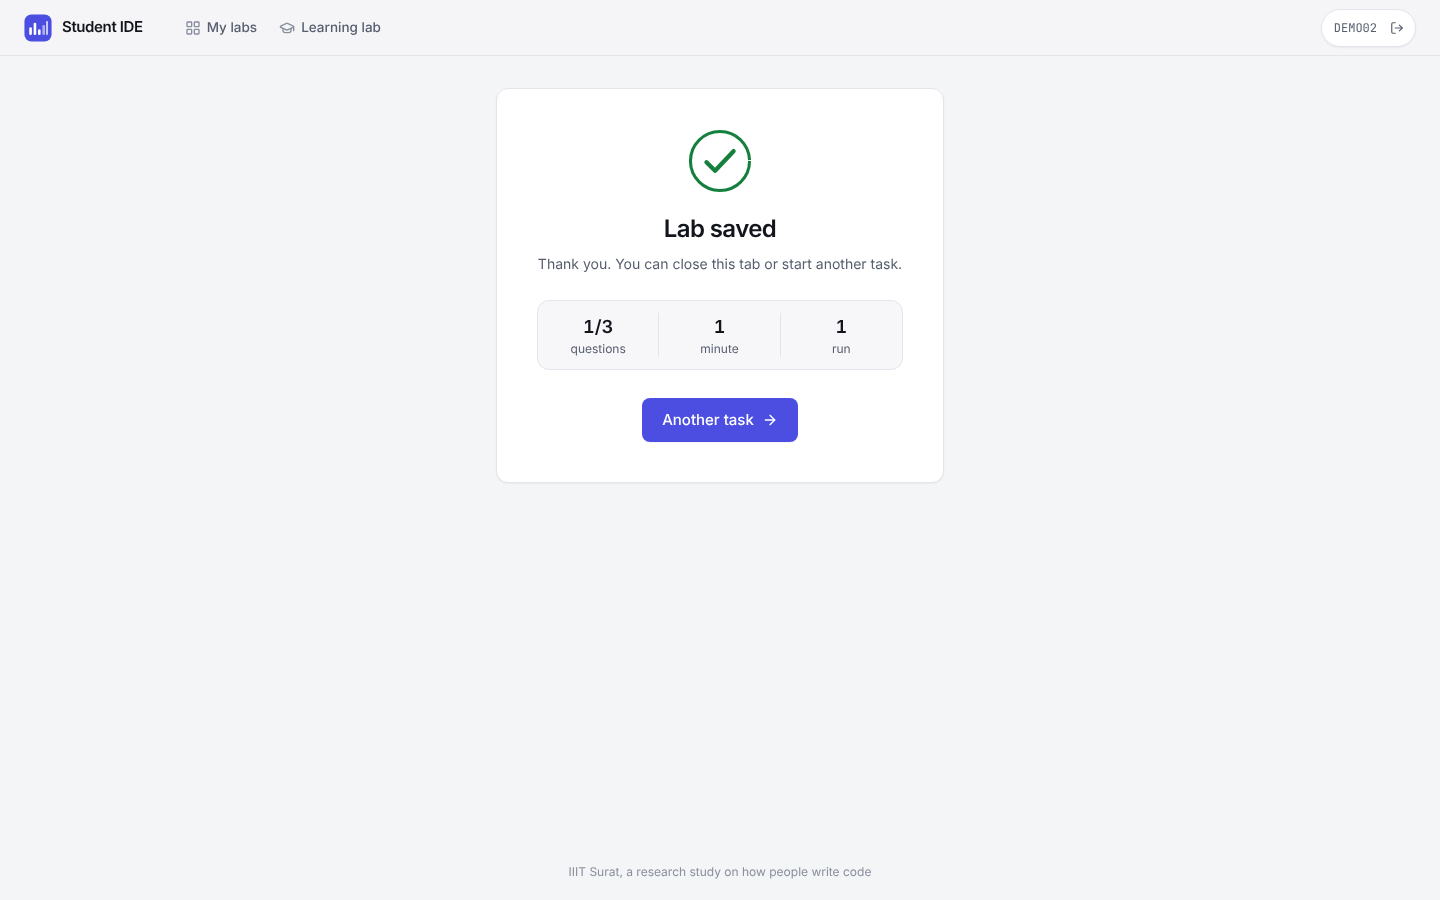 Student IDE
My labs
Learning lab
DEMO02
Lab saved
Thank you. You can close this tab or start another task.
1/3
questions
1
minute
1
run
Another task
IIIT Surat, a research study on how people write code